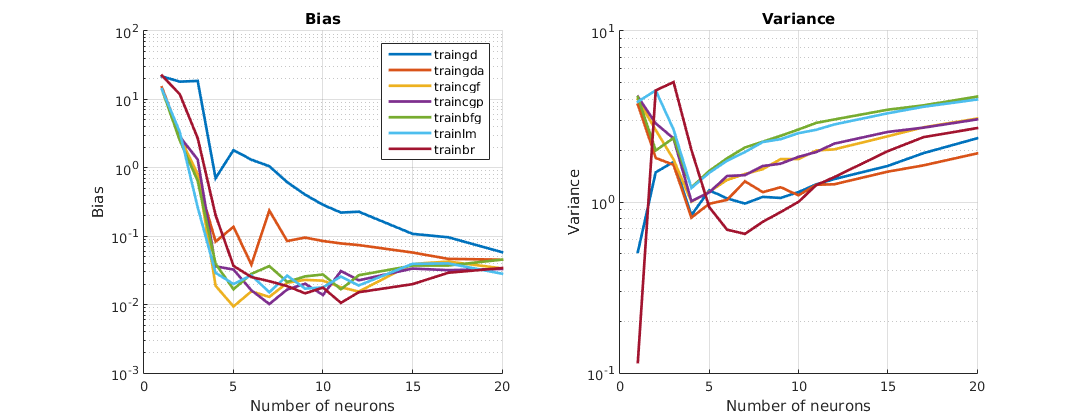 Bias
10^2
10^1
10^0
10^-1
10^-2
10^-3
Bias
0
5
10
15
20
Number of neurons
traingd
traingda
traincgf
traincgp
trainbfg
trainlm
trainbr
Variance
10^1
10^0
10^-1
Variance
0
5
10
15
20
Number of neurons